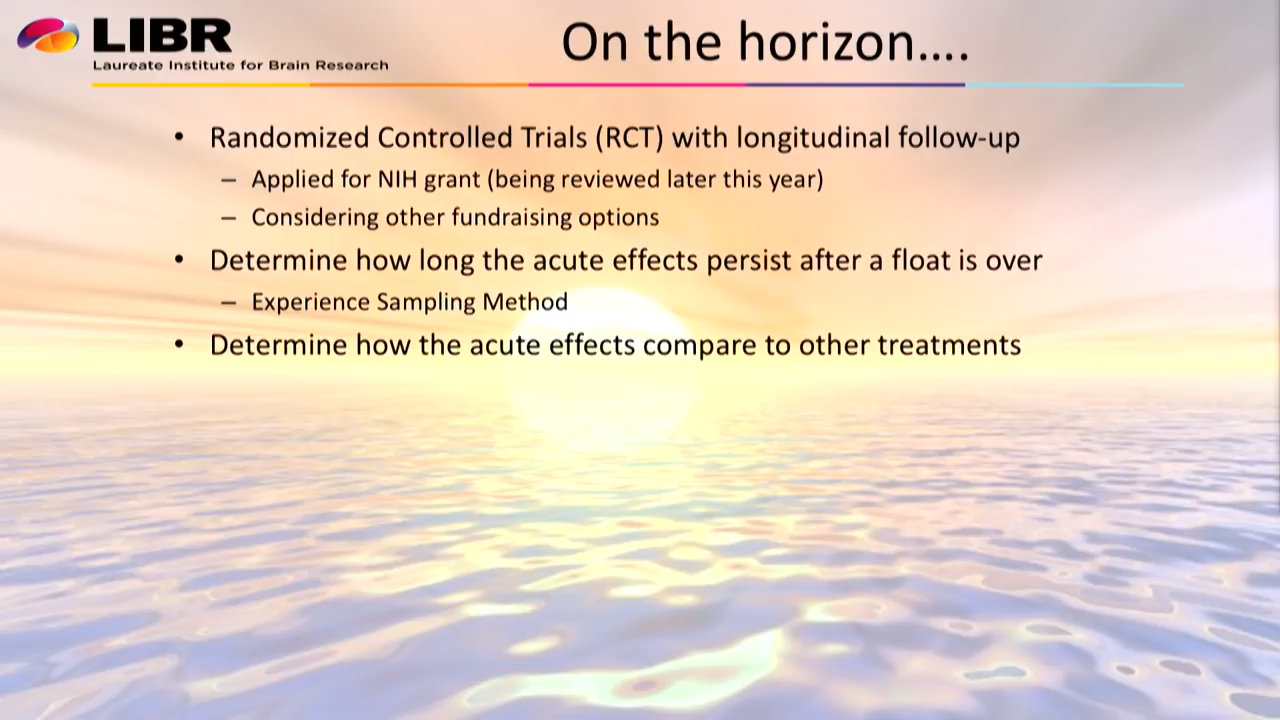 LIBR
Laureate Institute for Brain Research
On the horizon....
• Randomized Controlled Trials (RCT) with longitudinal follow-up
– Applied for NIH grant (being reviewed later this year)
– Considering other fundraising options
• Determine how long the acute effects persist after a float is over
– Experience Sampling Method
• Determine how the acute effects compare to other treatments